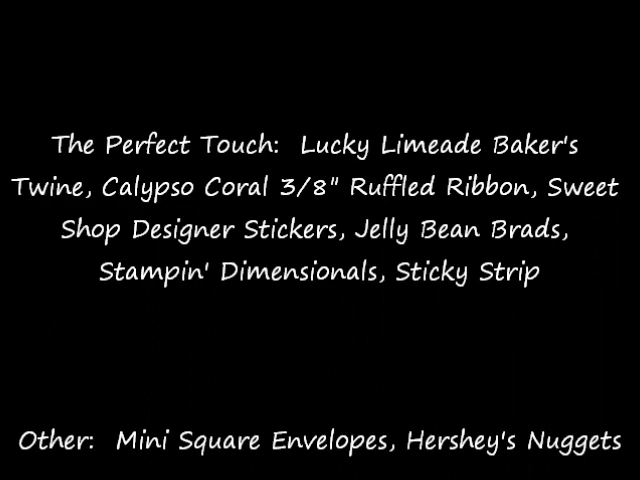 The Perfect Touch:  Lucky Limeade Baker's
Twine, Calypso Coral 3/8" Ruffled Ribbon, Sweet
Shop Designer Stickers, Jelly Bean Brads,
Stampin' Dimensionals, Sticky Strip
Other:  Mini Square Envelopes, Hershey's Nuggets